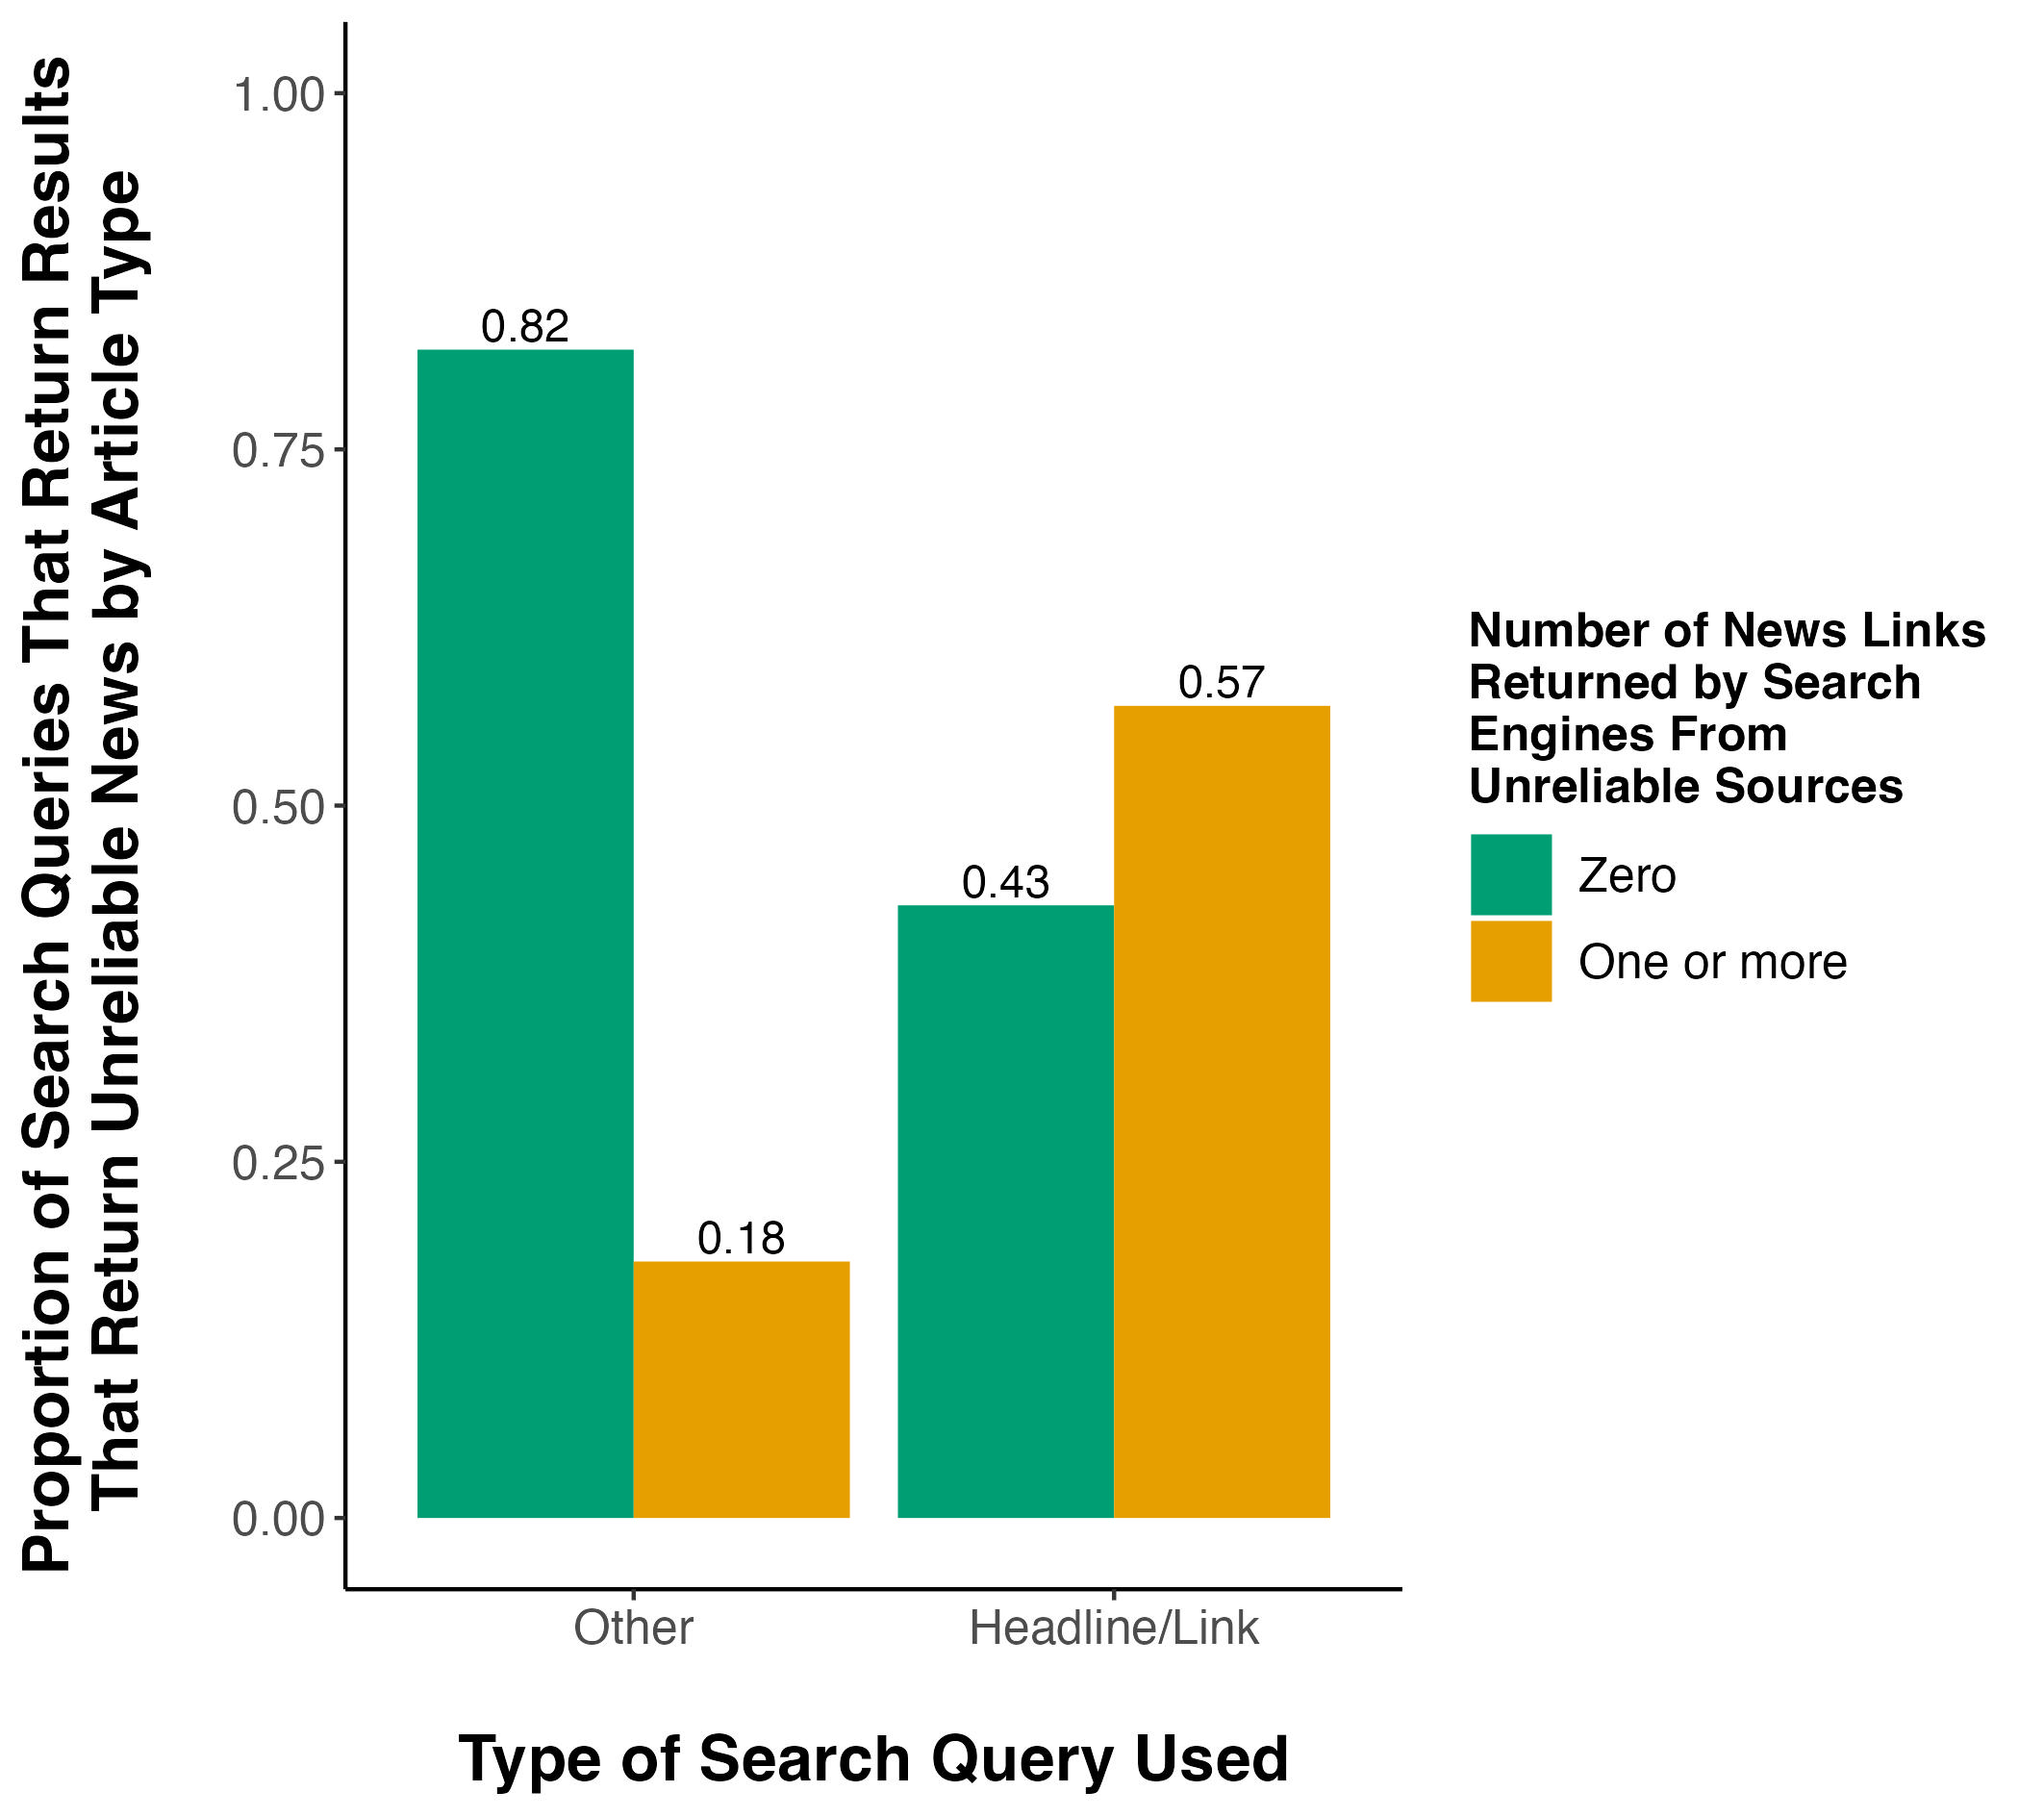 Proportion of Search Queries That Return Results
That Return Unreliable News by Article Type
1.00
0.75
0.50
0.25
0.00
0.82
0.18
0.43
0.57
Other
Headline/Link
Type of Search Query Used
Number of News Links
Returned by Search
Engines From
Unreliable Sources
Zero
One or more